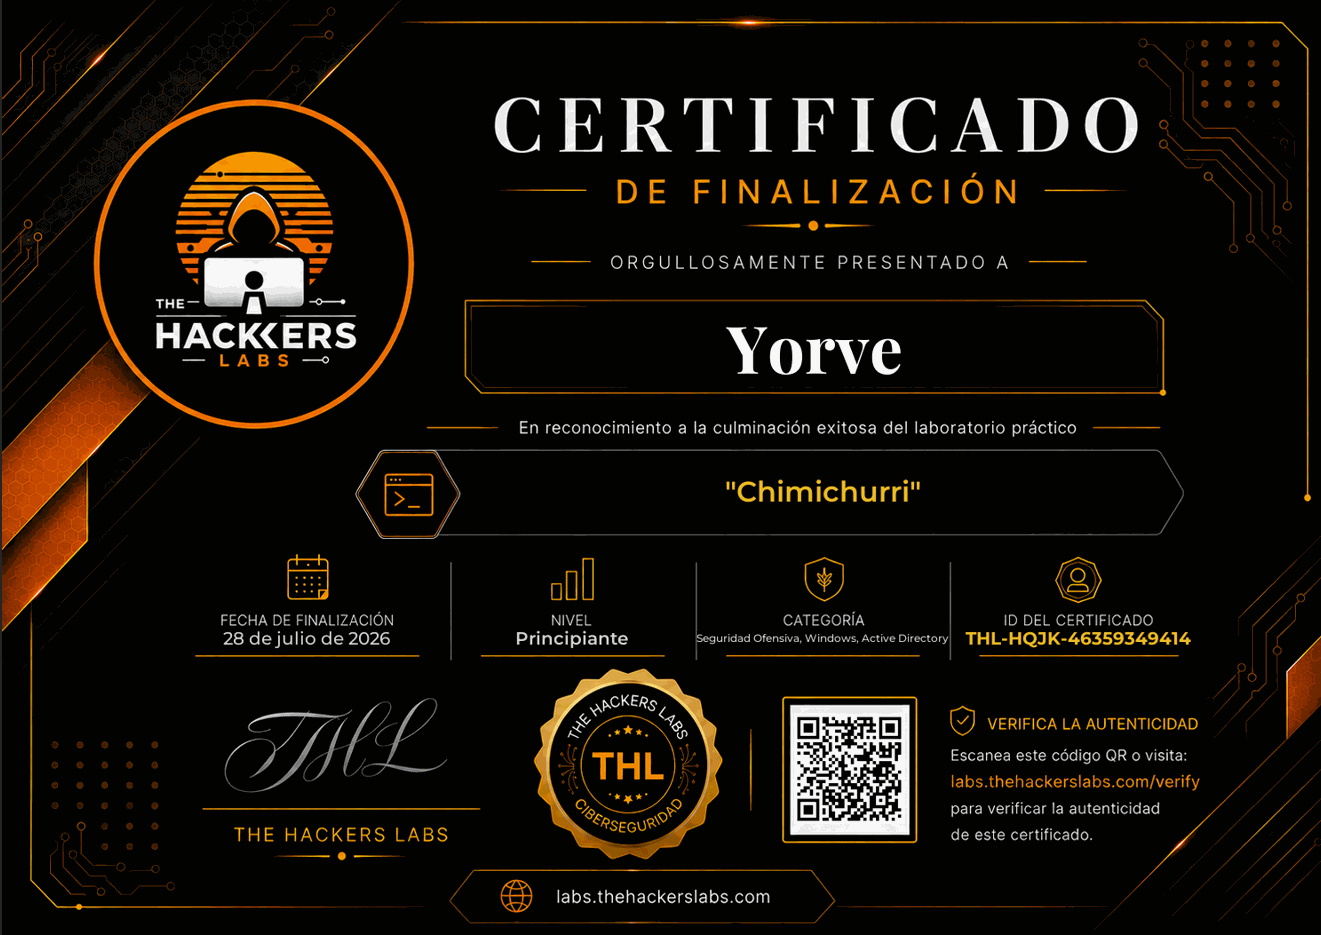 CERTIFICADO
DE FINALIZACIÓN
ORGULLOSAMENTE PRESENTADO A
THE
HACKKERS
LABS
Yorve
En reconocimiento a la culminación exitosa del laboratorio práctico
"Chimichurri"
FECHA DE FINALIZACIÓN
28 de julio de 2026
NIVEL
Principiante
CATEGORÍA
Seguridad Ofensiva, Windows, Active Directory
ID DEL CERTIFICADO
THL-HQJK-46359349414
THL
THE HACKERS LABS
THE HACKERS LABS
THL
CIBERSEGURIDAD
VERIFICA LA AUTENTICIDAD
Escanea este código QR o visita:
labs.thehackerslabs.com/verify
para verificar la autenticidad
de este certificado.
labs.thehackerslabs.com